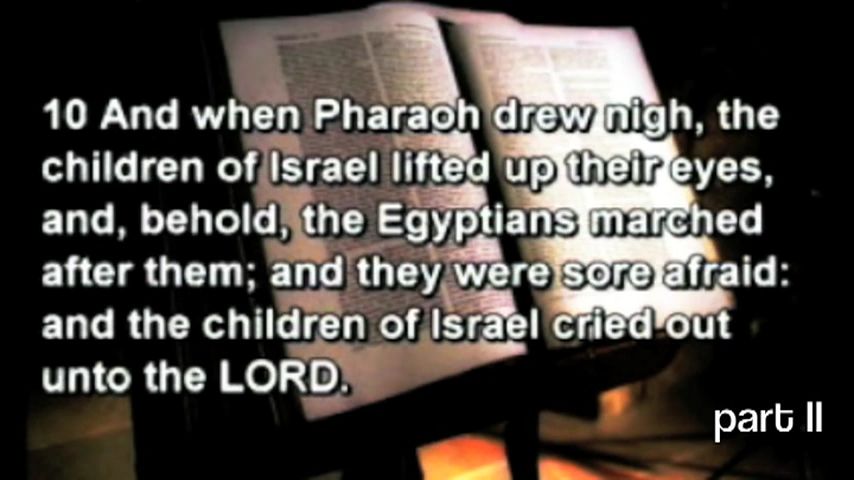 10 And when Pharaoh drew nigh, the
children of Israel lifted up their eyes,
and, behold, the Egyptians marched
after them; and they were sore afraid:
and the children of Israel cried out
unto the LORD.
part II